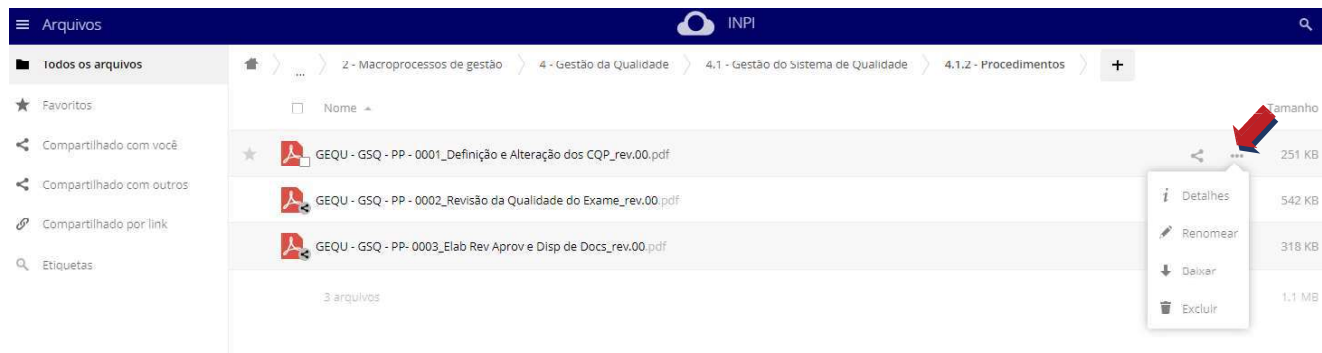 Arquivos
INPI
Todos os arquivos
... 2 - Macroprocessos de gestão 4 - Gestão da Qualidade 4.1 - Gestão do Sistema de Qualidade 4.1.2 - Procedimentos +
Favoritos
Nome Tamanho
Compartilhado com você
GEQU - GSQ - PP - 0001_Definição e Alteração dos CQP_rev.00.pdf ... 251 KB
Compartilhado com outros
Detalhes
GEQU - GSQ - PP - 0002_Revisão da Qualidade do Exame_rev.00.pdf 542 KB
Compartilhado por link
Renomear
GEQU - GSQ - PP- 0003_Elab Rev Aprov e Disp de Docs_rev.00.pdf 318 KB
Etiquetas
Baixar
3 arquivos 1.1 MB
Excluir